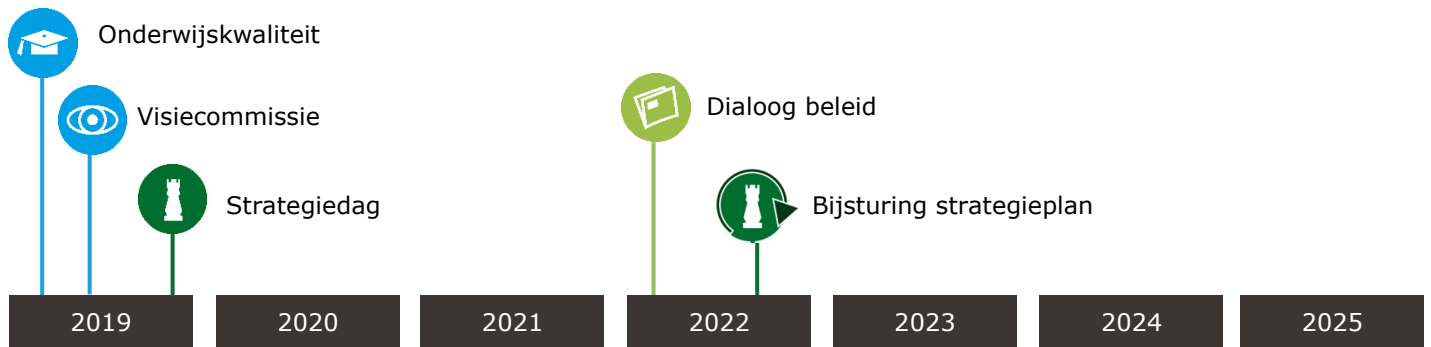 Onderwijskwaliteit
Visiecommissie
Dialoog beleid
Strategiedag
Bijsturing strategieplan
2019
2020
2021
2022
2023
2024
2025